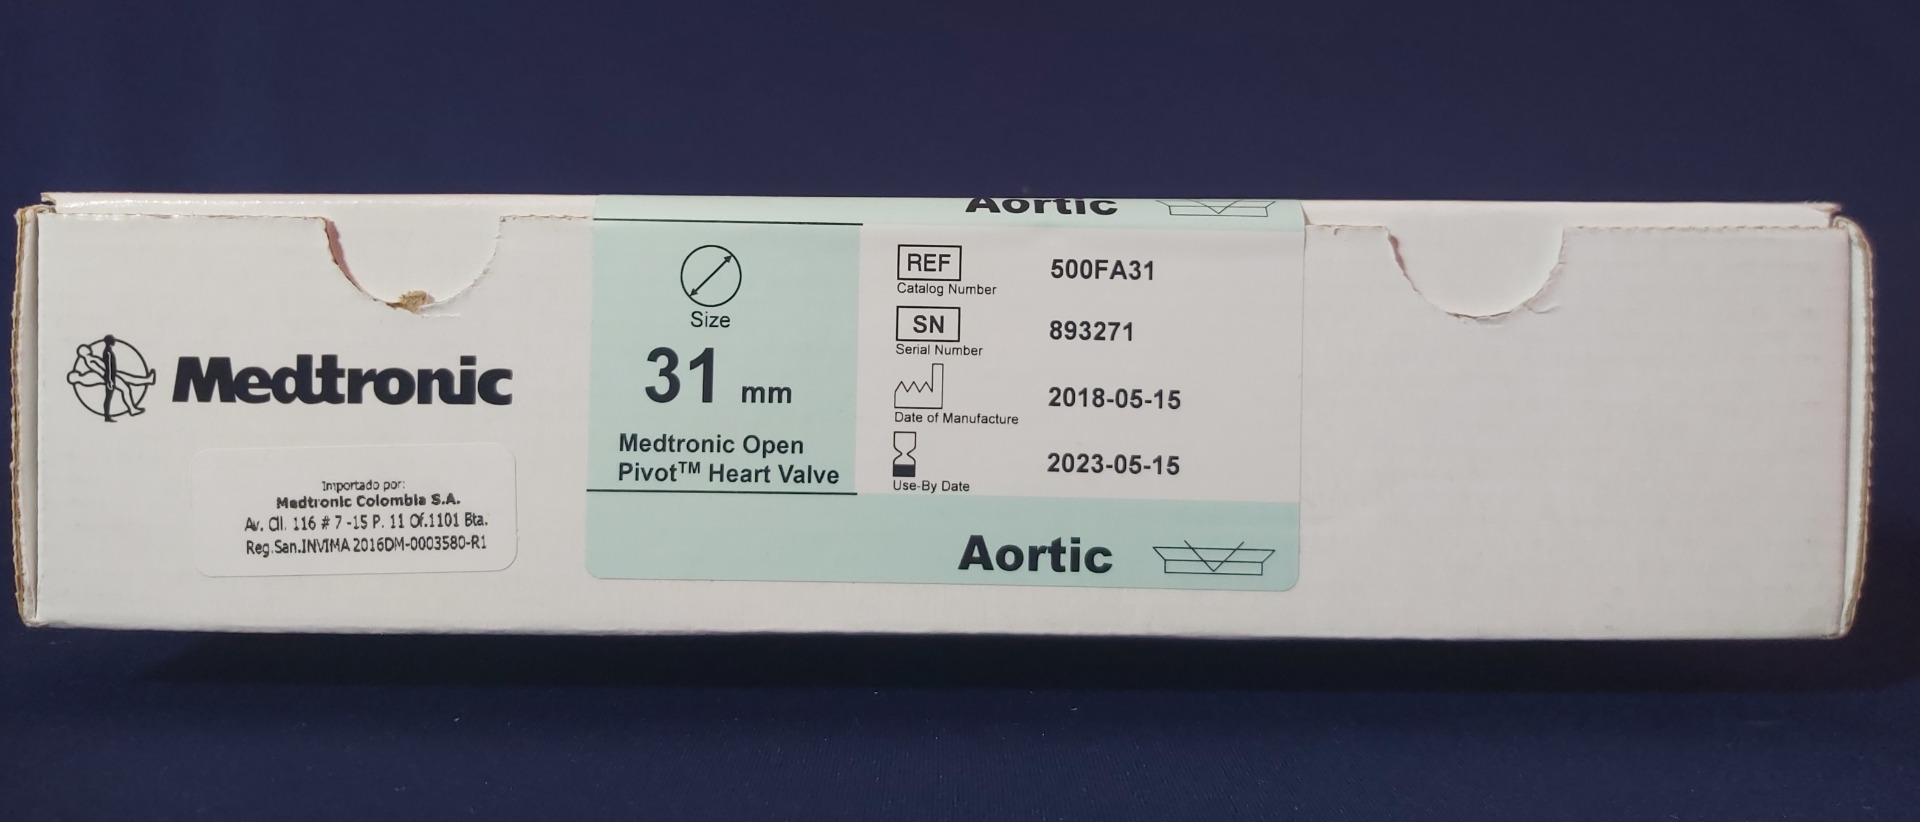 Aortic
Medtronic
Importado por:
Medtronic Colombia S.A.
Av. Cll. 116 # 7 -15 P. 11 Of.1101 Bta.
Reg.San.INVIMA 2016DM-0003580-R1
Size
31 mm
Medtronic Open
Pivot™ Heart Valve
REF 500FA31
Catalog Number
SN 893271
Serial Number
2018-05-15
Date of Manufacture
2023-05-15
Use-By Date
Aortic